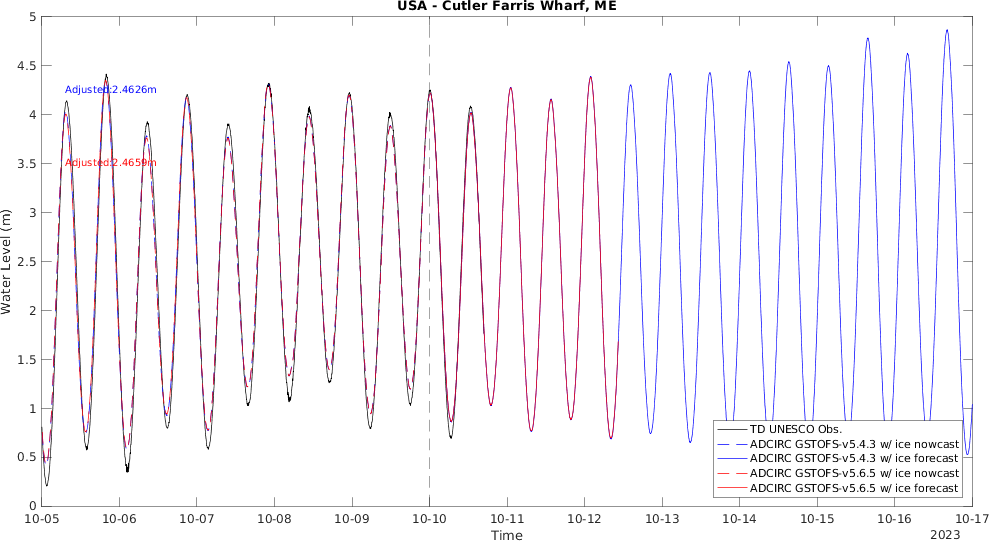 USA - Cutler Farris Wharf, ME
5
4.5
4
3.5
3
2.5
2
1.5
1
0.5
0
Water Level (m)
Adjusted:2.4626m
Adjusted:2.4659m
TD UNESCO Obs.
ADCIRC GSTOFS-v5.4.3 w/ ice nowcast
ADCIRC GSTOFS-v5.4.3 w/ ice forecast
ADCIRC GSTOFS-v5.6.5 w/ ice nowcast
ADCIRC GSTOFS-v5.6.5 w/ ice forecast
10-05 10-06 10-07 10-08 10-09 10-10 10-11 10-12 10-13 10-14 10-15 10-16 10-17
Time
2023